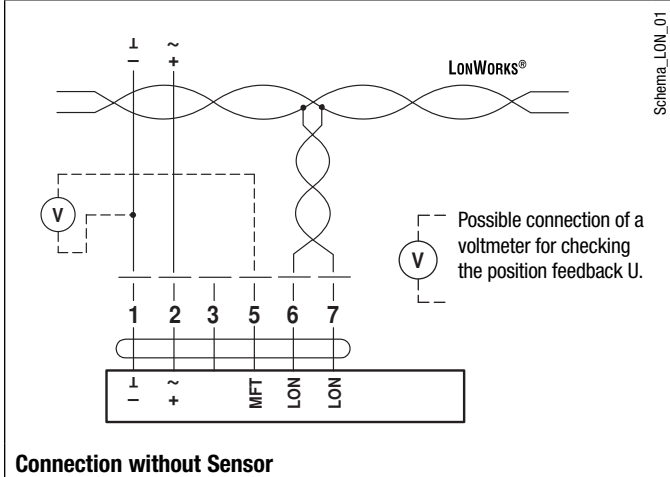 Schema_LON_01
⊥ ~
– +
LONWORKS®
V
V
Possible connection of a
voltmeter for checking
the position feedback U.
1 2 3 5 6 7
⊥ ~ MFT LON LON
– +
Connection without Sensor